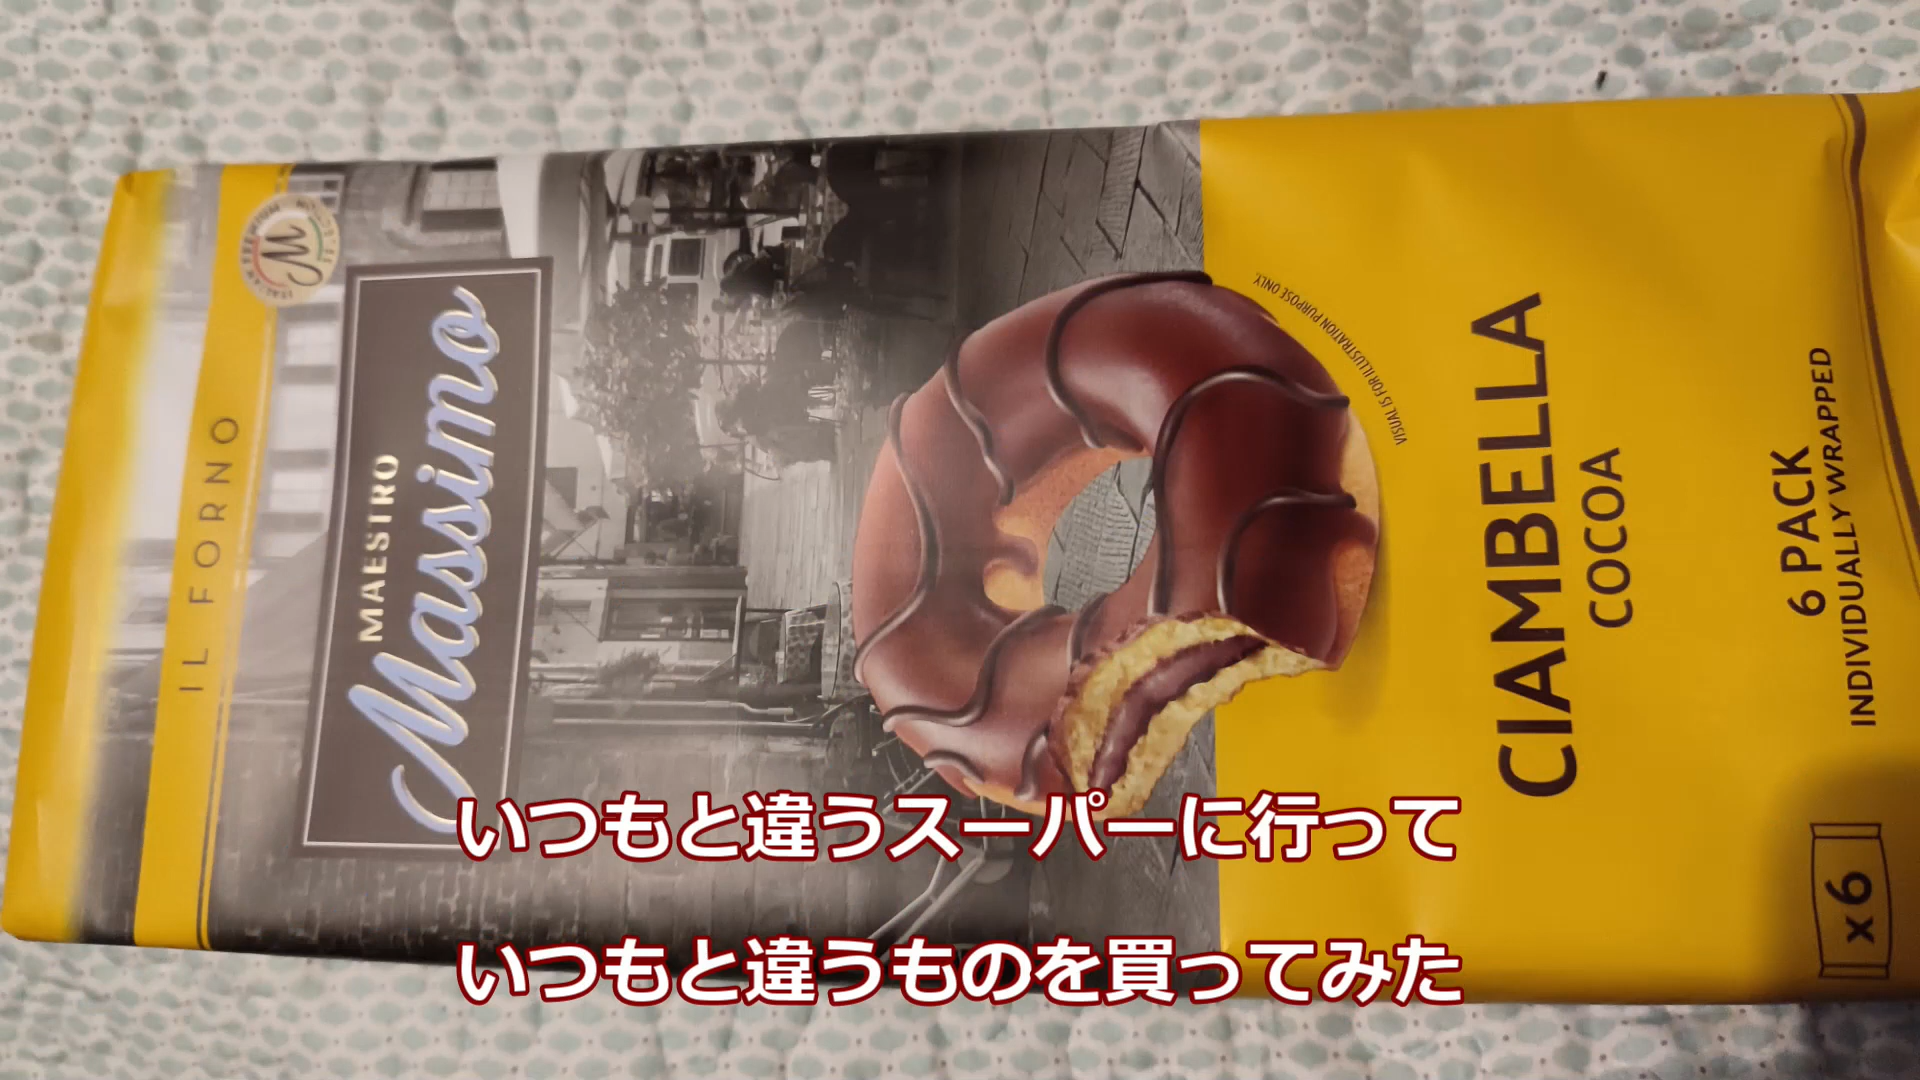 IL FORNO
MAESTRO
Massimo
VISUAL IS FOR ILLUSTRATION PURPOSE ONLY.
CIAMBELLA
COCOA
6 PACK
INDIVIDUALLY WRAPPED
x6
いつもと違うスーパーに行って
いつもと違うものを買ってみた